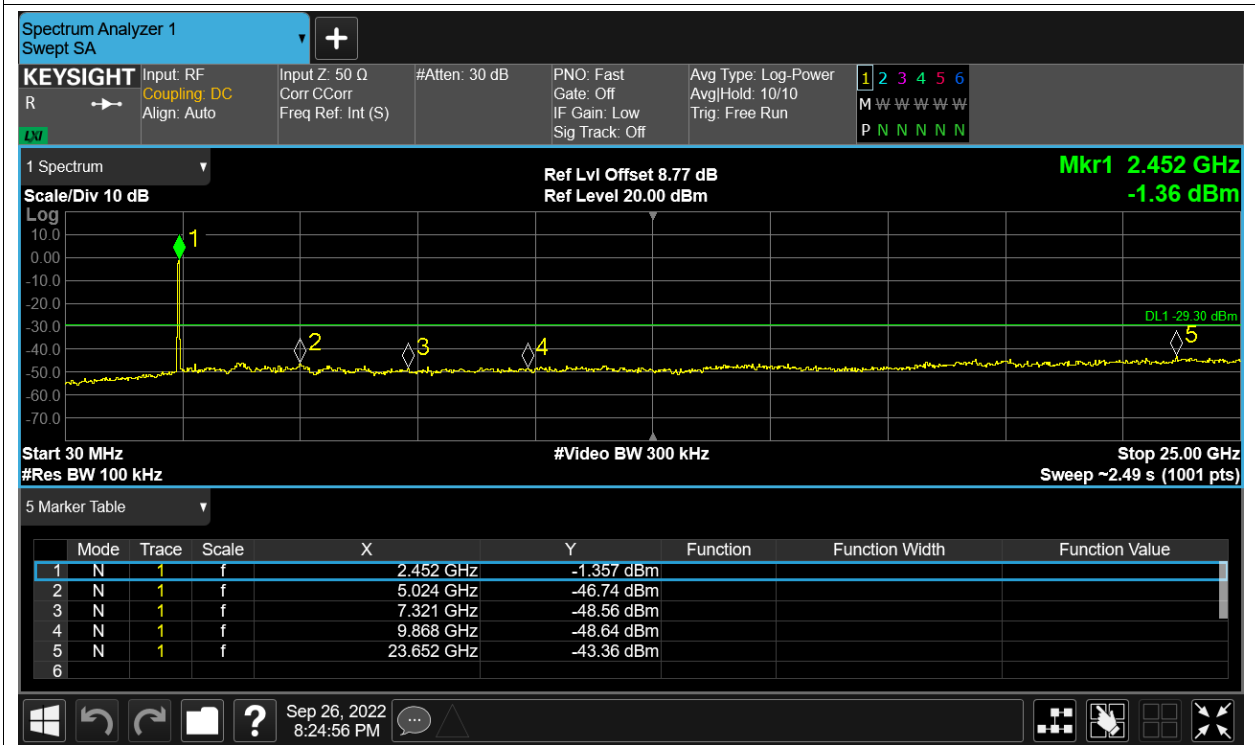 Spectrum Analyzer 1
Swept SA
KEYSIGHT
R
LXI
Input: RF
Coupling: DC
Align: Auto
Input Z: 50 Ω
Corr CCorr
Freq Ref: Int (S)
#Atten: 30 dB
PNO: Fast
Gate: Off
IF Gain: Low
Sig Track: Off
Avg Type: Log-Power
Avg|Hold: 10/10
Trig: Free Run
1 2 3 4 5 6
M W W W W W
P N N N N N
1 Spectrum
Scale/Div 10 dB
Ref Lvl Offset 8.77 dB
Ref Level 20.00 dBm
Mkr1 2.452 GHz
-1.36 dBm
Log
10.0
0.00
-10.0
-20.0
-30.0
-40.0
-50.0
-60.0
-70.0
1
2
3
4
5
DL1 -29.30 dBm
Start 30 MHz
#Res BW 100 kHz
#Video BW 300 kHz
Stop 25.00 GHz
Sweep ~2.49 s (1001 pts)
5 Marker Table
Mode Trace Scale X Y Function Function Width Function Value
1 N 1 f 2.452 GHz -1.357 dBm
2 N 1 f 5.024 GHz -46.74 dBm
3 N 1 f 7.321 GHz -48.56 dBm
4 N 1 f 9.868 GHz -48.64 dBm
5 N 1 f 23.652 GHz -43.36 dBm
6
?
Sep 26, 2022
8:24:56 PM